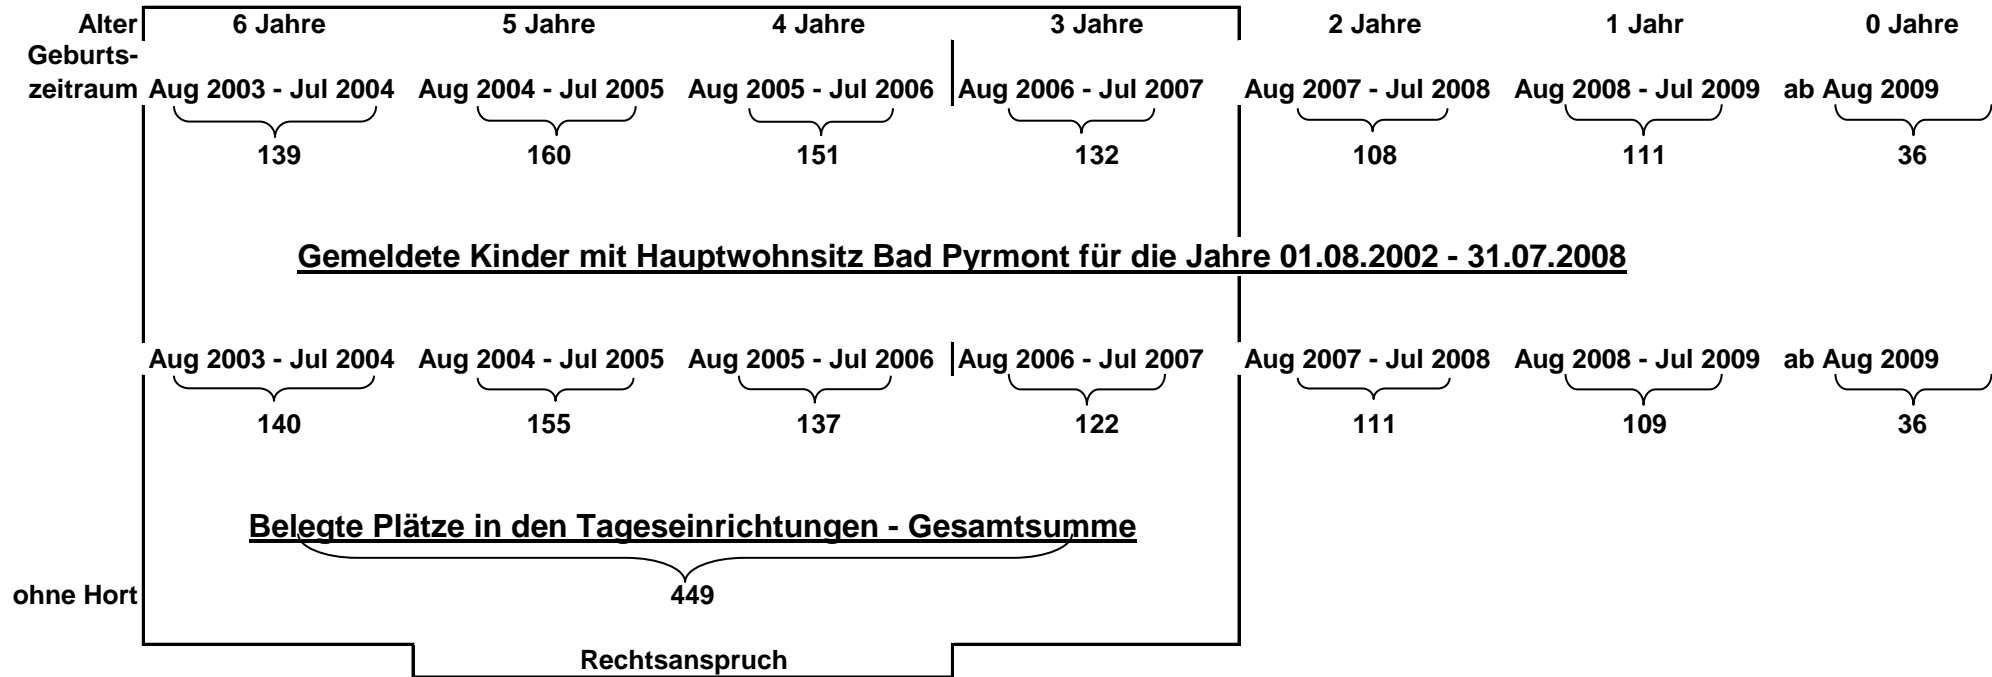 Alter 6 Jahre 5 Jahre 4 Jahre 3 Jahre 2 Jahre 1 Jahr 0 Jahre
Geburts-
zeitraum Aug 2003 - Jul 2004 Aug 2004 - Jul 2005 Aug 2005 - Jul 2006 Aug 2006 - Jul 2007 Aug 2007 - Jul 2008 Aug 2008 - Jul 2009 ab Aug 2009
139 160 151 132 108 111 36
Gemeldete Kinder mit Hauptwohnsitz Bad Pyrmont für die Jahre 01.08.2002 - 31.07.2008
Aug 2003 - Jul 2004 Aug 2004 - Jul 2005 Aug 2005 - Jul 2006 Aug 2006 - Jul 2007 Aug 2007 - Jul 2008 Aug 2008 - Jul 2009 ab Aug 2009
140 155 137 122 111 109 36
Belegte Plätze in den Tageseinrichtungen - Gesamtsumme
ohne Hort 449
Rechtsanspruch